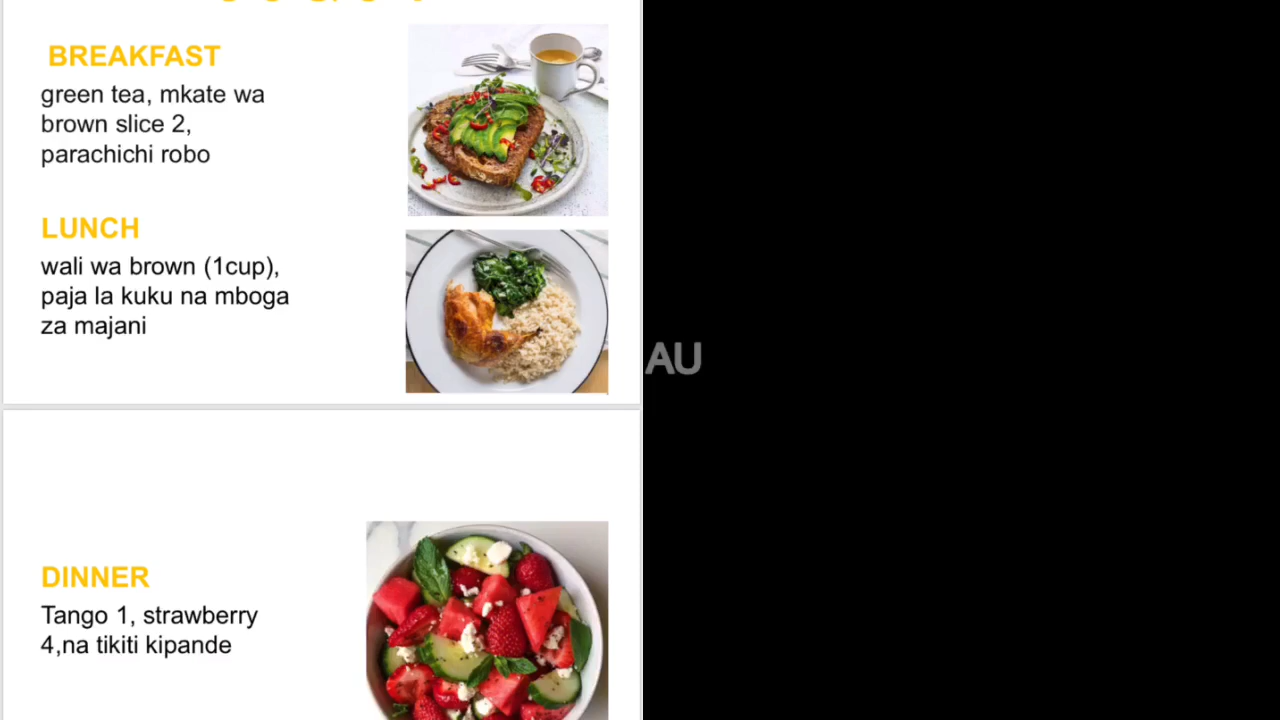 BREAKFAST
green tea, mkate wa
brown slice 2,
parachichi robo
LUNCH
wali wa brown (1cup),
paja la kuku na mboga
za majani
AU
DINNER
Tango 1, strawberry
4,na tikiti kipande